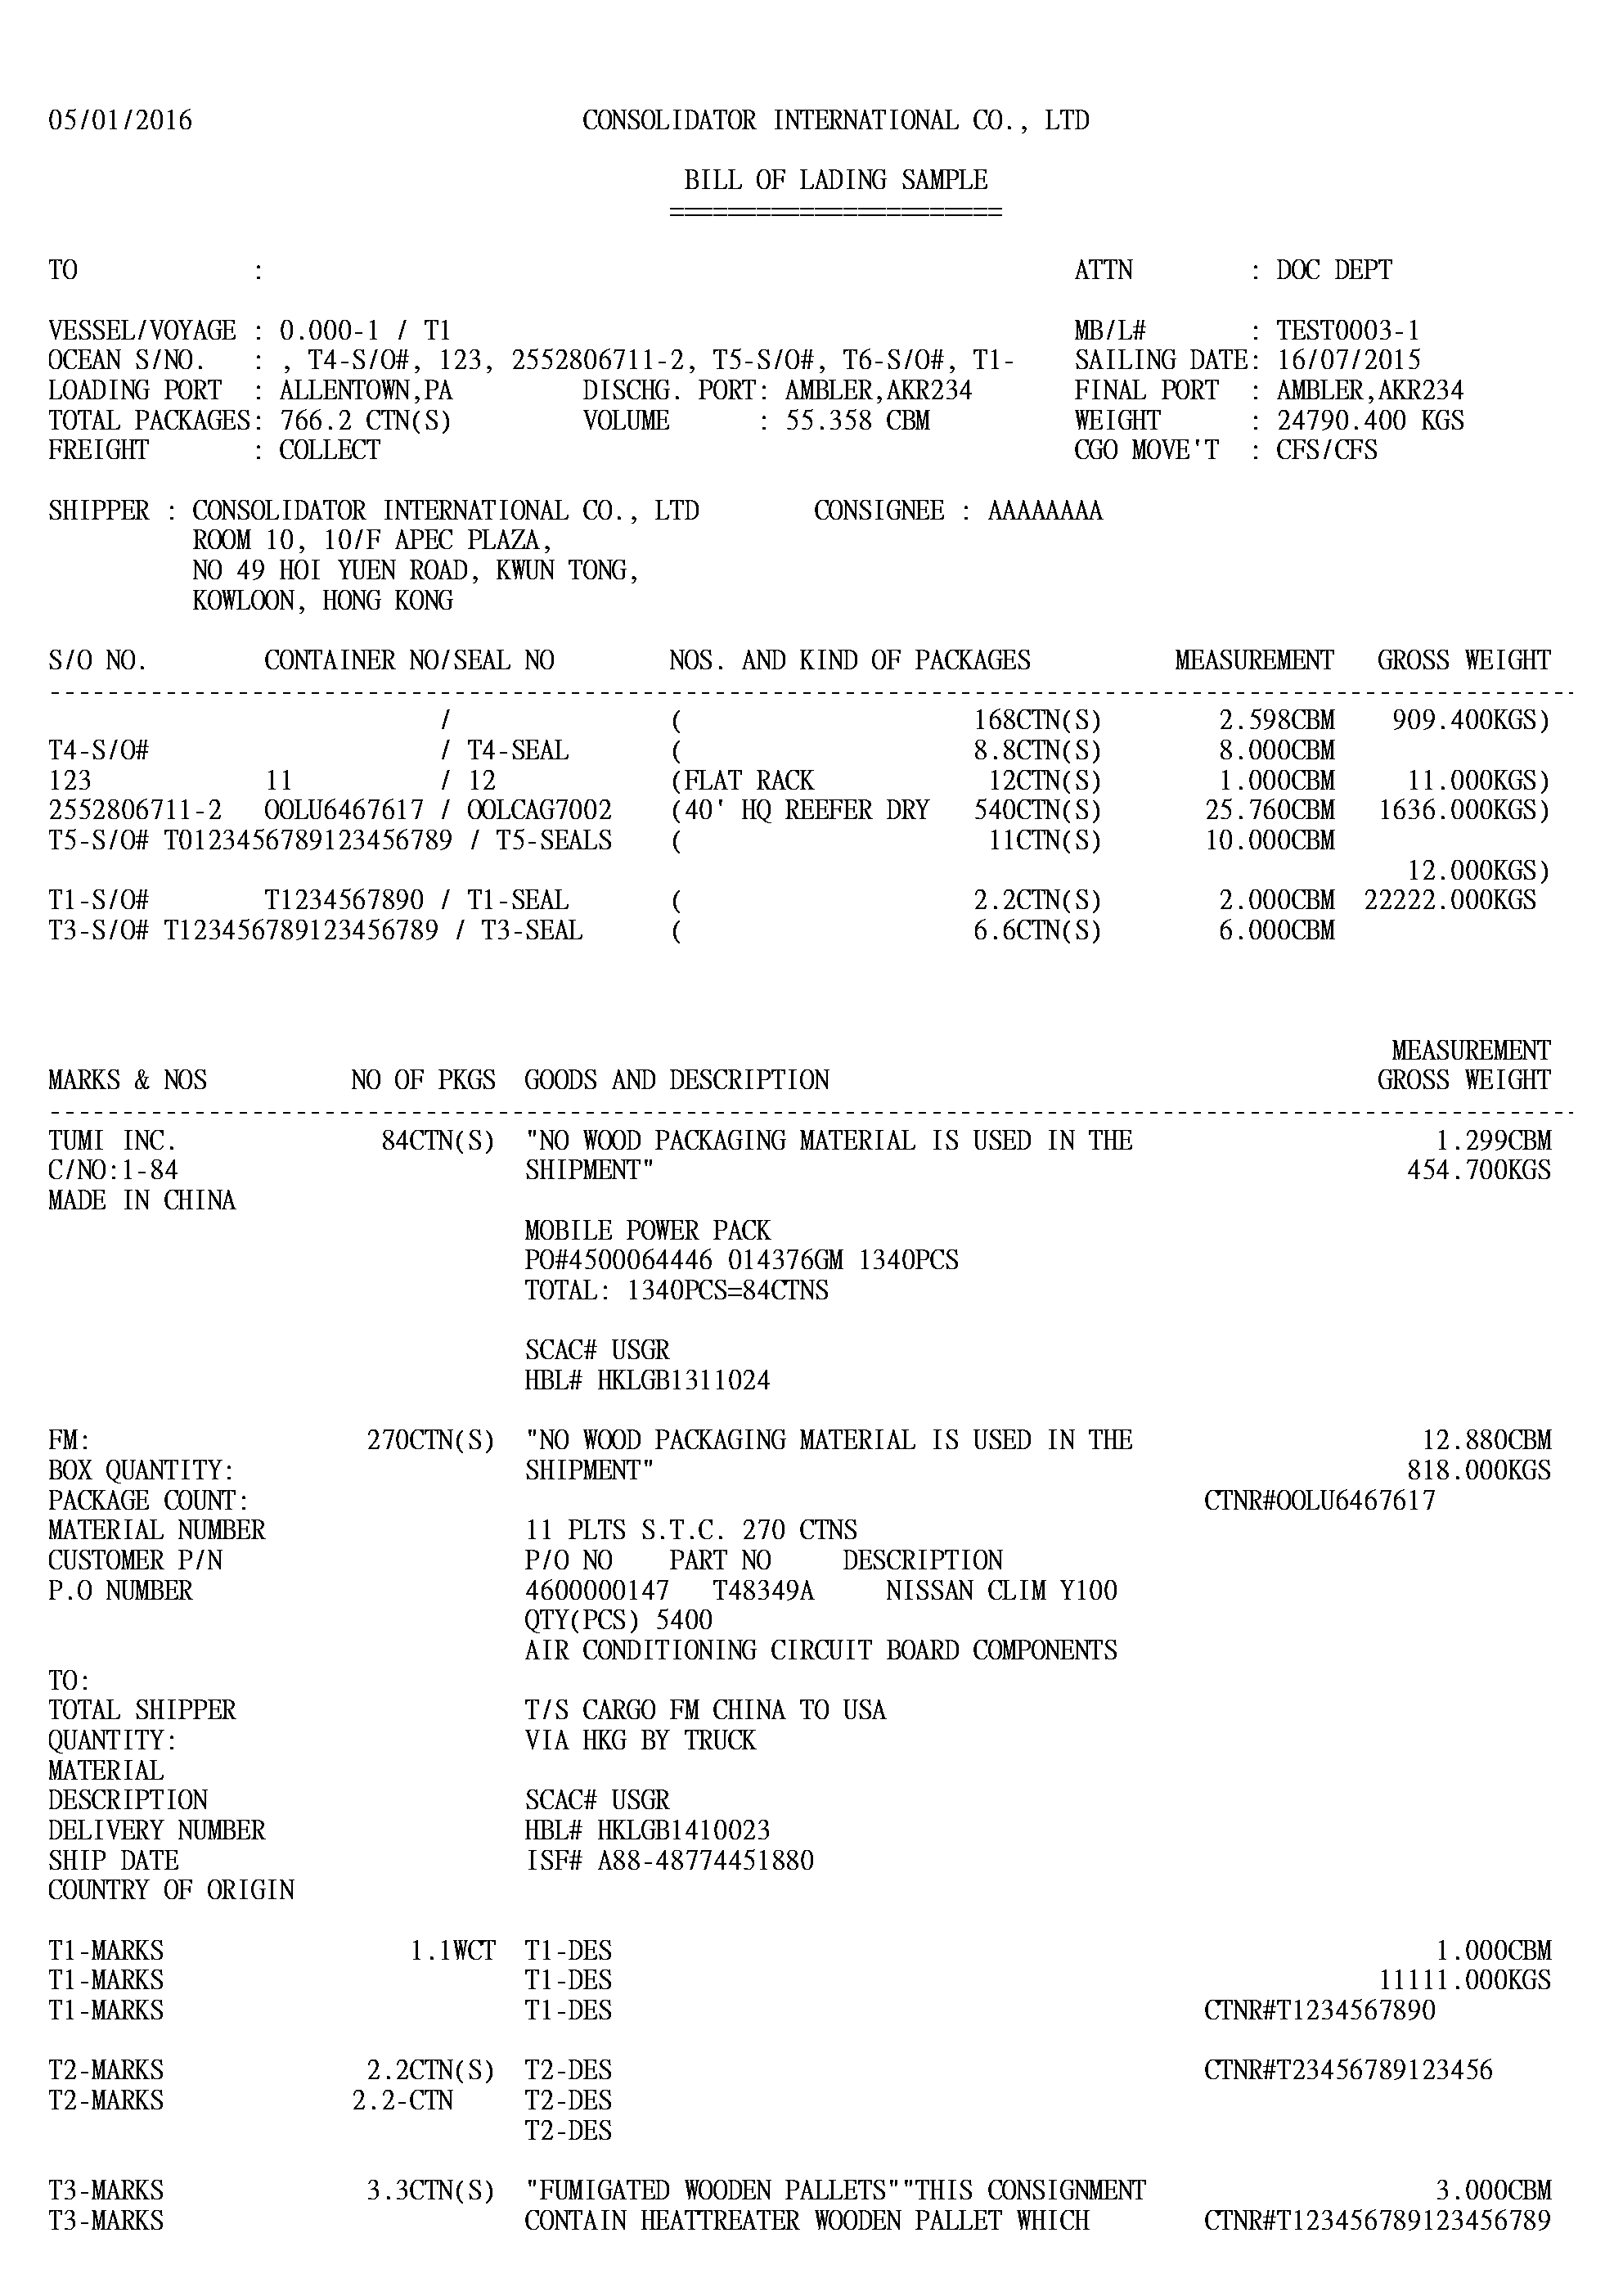 05/01/2016 CONSOLIDATOR INTERNATIONAL CO., LTD
BILL OF LADING SAMPLE
=======================
TO : ATTN : DOC DEPT
VESSEL/VOYAGE : 0.000-1 / T1 MB/L# : TEST0003-1
OCEAN S/NO. : , T4-S/O#, 123, 2552806711-2, T5-S/O#, T6-S/O#, T1- SAILING DATE: 16/07/2015
LOADING PORT : ALLENTOWN,PA DISCHG. PORT: AMBLER,AKR234 FINAL PORT : AMBLER,AKR234
TOTAL PACKAGES: 766.2 CTN(S) VOLUME : 55.358 CBM WEIGHT : 24790.400 KGS
FREIGHT : COLLECT CGO MOVE'T : CFS/CFS
SHIPPER : CONSOLIDATOR INTERNATIONAL CO., LTD CONSIGNEE : AAAAAAAA
ROOM 10, 10/F APEC PLAZA,
NO 49 HOI YUEN ROAD, KWUN TONG,
KOWLOON, HONG KONG
S/O NO. CONTAINER NO/SEAL NO NOS. AND KIND OF PACKAGES MEASUREMENT GROSS WEIGHT
/ ( 168CTN(S) 2.598CBM 909.400KGS)
T4-S/O# / T4-SEAL ( 8.8CTN(S) 8.000CBM
123 11 / 12 (FLAT RACK 12CTN(S) 1.000CBM 11.000KGS)
2552806711-2 OOLU6467617 / OOLCAG7002 (40' HQ REEFER DRY 540CTN(S) 25.760CBM 1636.000KGS)
T5-S/O# T0123456789123456789 / T5-SEALS ( 11CTN(S) 10.000CBM
12.000KGS)
T1-S/O# T1234567890 / T1-SEAL ( 2.2CTN(S) 2.000CBM 22222.000KGS
T3-S/O# T123456789123456789 / T3-SEAL ( 6.6CTN(S) 6.000CBM
MEASUREMENT
MARKS & NOS NO OF PKGS GOODS AND DESCRIPTION GROSS WEIGHT
TUMI INC. 84CTN(S) "NO WOOD PACKAGING MATERIAL IS USED IN THE 1.299CBM
C/NO:1-84 SHIPMENT" 454.700KGS
MADE IN CHINA
MOBILE POWER PACK
PO#4500064446 014376GM 1340PCS
TOTAL: 1340PCS=84CTNS
SCAC# USGR
HBL# HKLGB1311024
FM: 270CTN(S) "NO WOOD PACKAGING MATERIAL IS USED IN THE 12.880CBM
BOX QUANTITY: SHIPMENT" 818.000KGS
PACKAGE COUNT: CTNR#OOLU6467617
MATERIAL NUMBER 11 PLTS S.T.C. 270 CTNS
CUSTOMER P/N P/O NO PART NO DESCRIPTION
P.O NUMBER 4600000147 T48349A NISSAN CLIM Y100
QTY(PCS) 5400
AIR CONDITIONING CIRCUIT BOARD COMPONENTS
TO:
TOTAL SHIPPER T/S CARGO FM CHINA TO USA
QUANTITY: VIA HKG BY TRUCK
MATERIAL
DESCRIPTION SCAC# USGR
DELIVERY NUMBER HBL# HKLGB1410023
SHIP DATE ISF# A88-48774451880
COUNTRY OF ORIGIN
T1-MARKS 1.1WCT T1-DES 1.000CBM
T1-MARKS T1-DES 11111.000KGS
T1-MARKS T1-DES CTNR#T1234567890
T2-MARKS 2.2CTN(S) T2-DES CTNR#T23456789123456
T2-MARKS 2.2-CTN T2-DES
T2-DES
T3-MARKS 3.3CTN(S) "FUMIGATED WOODEN PALLETS""THIS CONSIGNMENT 3.000CBM
T3-MARKS CONTAIN HEATTREATER WOODEN PALLET WHICH CTNR#T123456789123456789